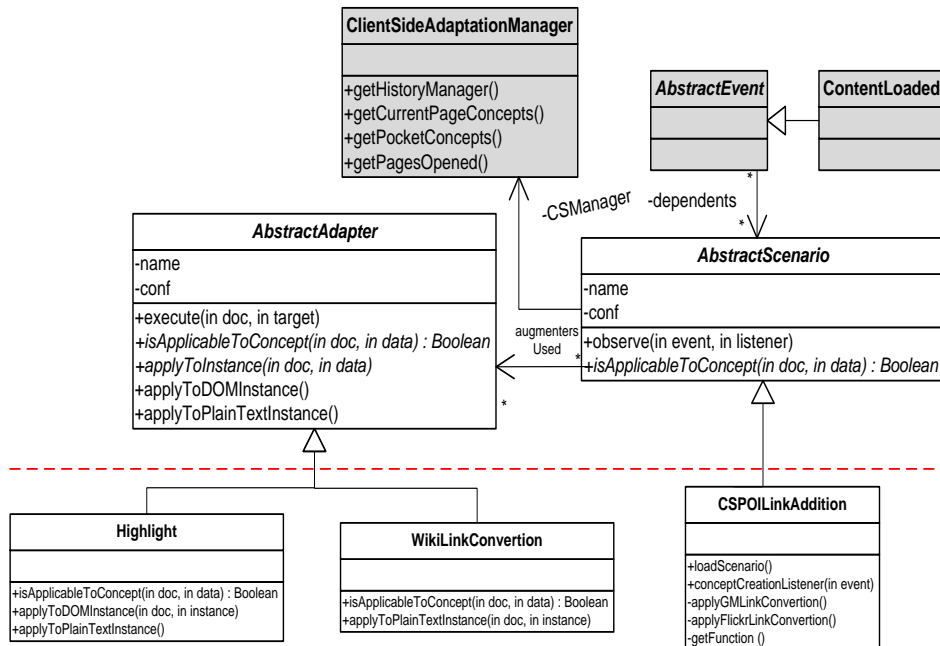 ClientSideAdaptationManager
+getHistoryManager()
+getCurrentPageConcepts()
+getPocketConcepts()
+getPagesOpened()
AbstractEvent
ContentLoaded
*
-CSManager
-dependents
*
AbstractAdapter
-name
-conf
+execute(in doc, in target)
+isApplicableToConcept(in doc, in data) : Boolean
+applyToInstance(in doc, in data)
+applyToDOMInstance()
+applyToPlainTextInstance()
augmenters
Used
*
*
AbstractScenario
-name
-conf
+observe(in event, in listener)
+isApplicableToConcept(in doc, in data) : Boolean
Highlight
+isApplicableToConcept(in doc, in data) : Boolean
+applyToDOMInstance(in doc, in instance)
+applyToPlainTextInstance()
WikiLinkConvertion
+isApplicableToConcept(in doc, in data) : Boolean
+applyToPlainTextInstance(in doc, in instance)
CSPOILinkAddition
+loadScenario()
+conceptCreationListener(in event)
-applyGMLinkConvertion()
-applyFlickrLinkConvertion()
-getFunction ()